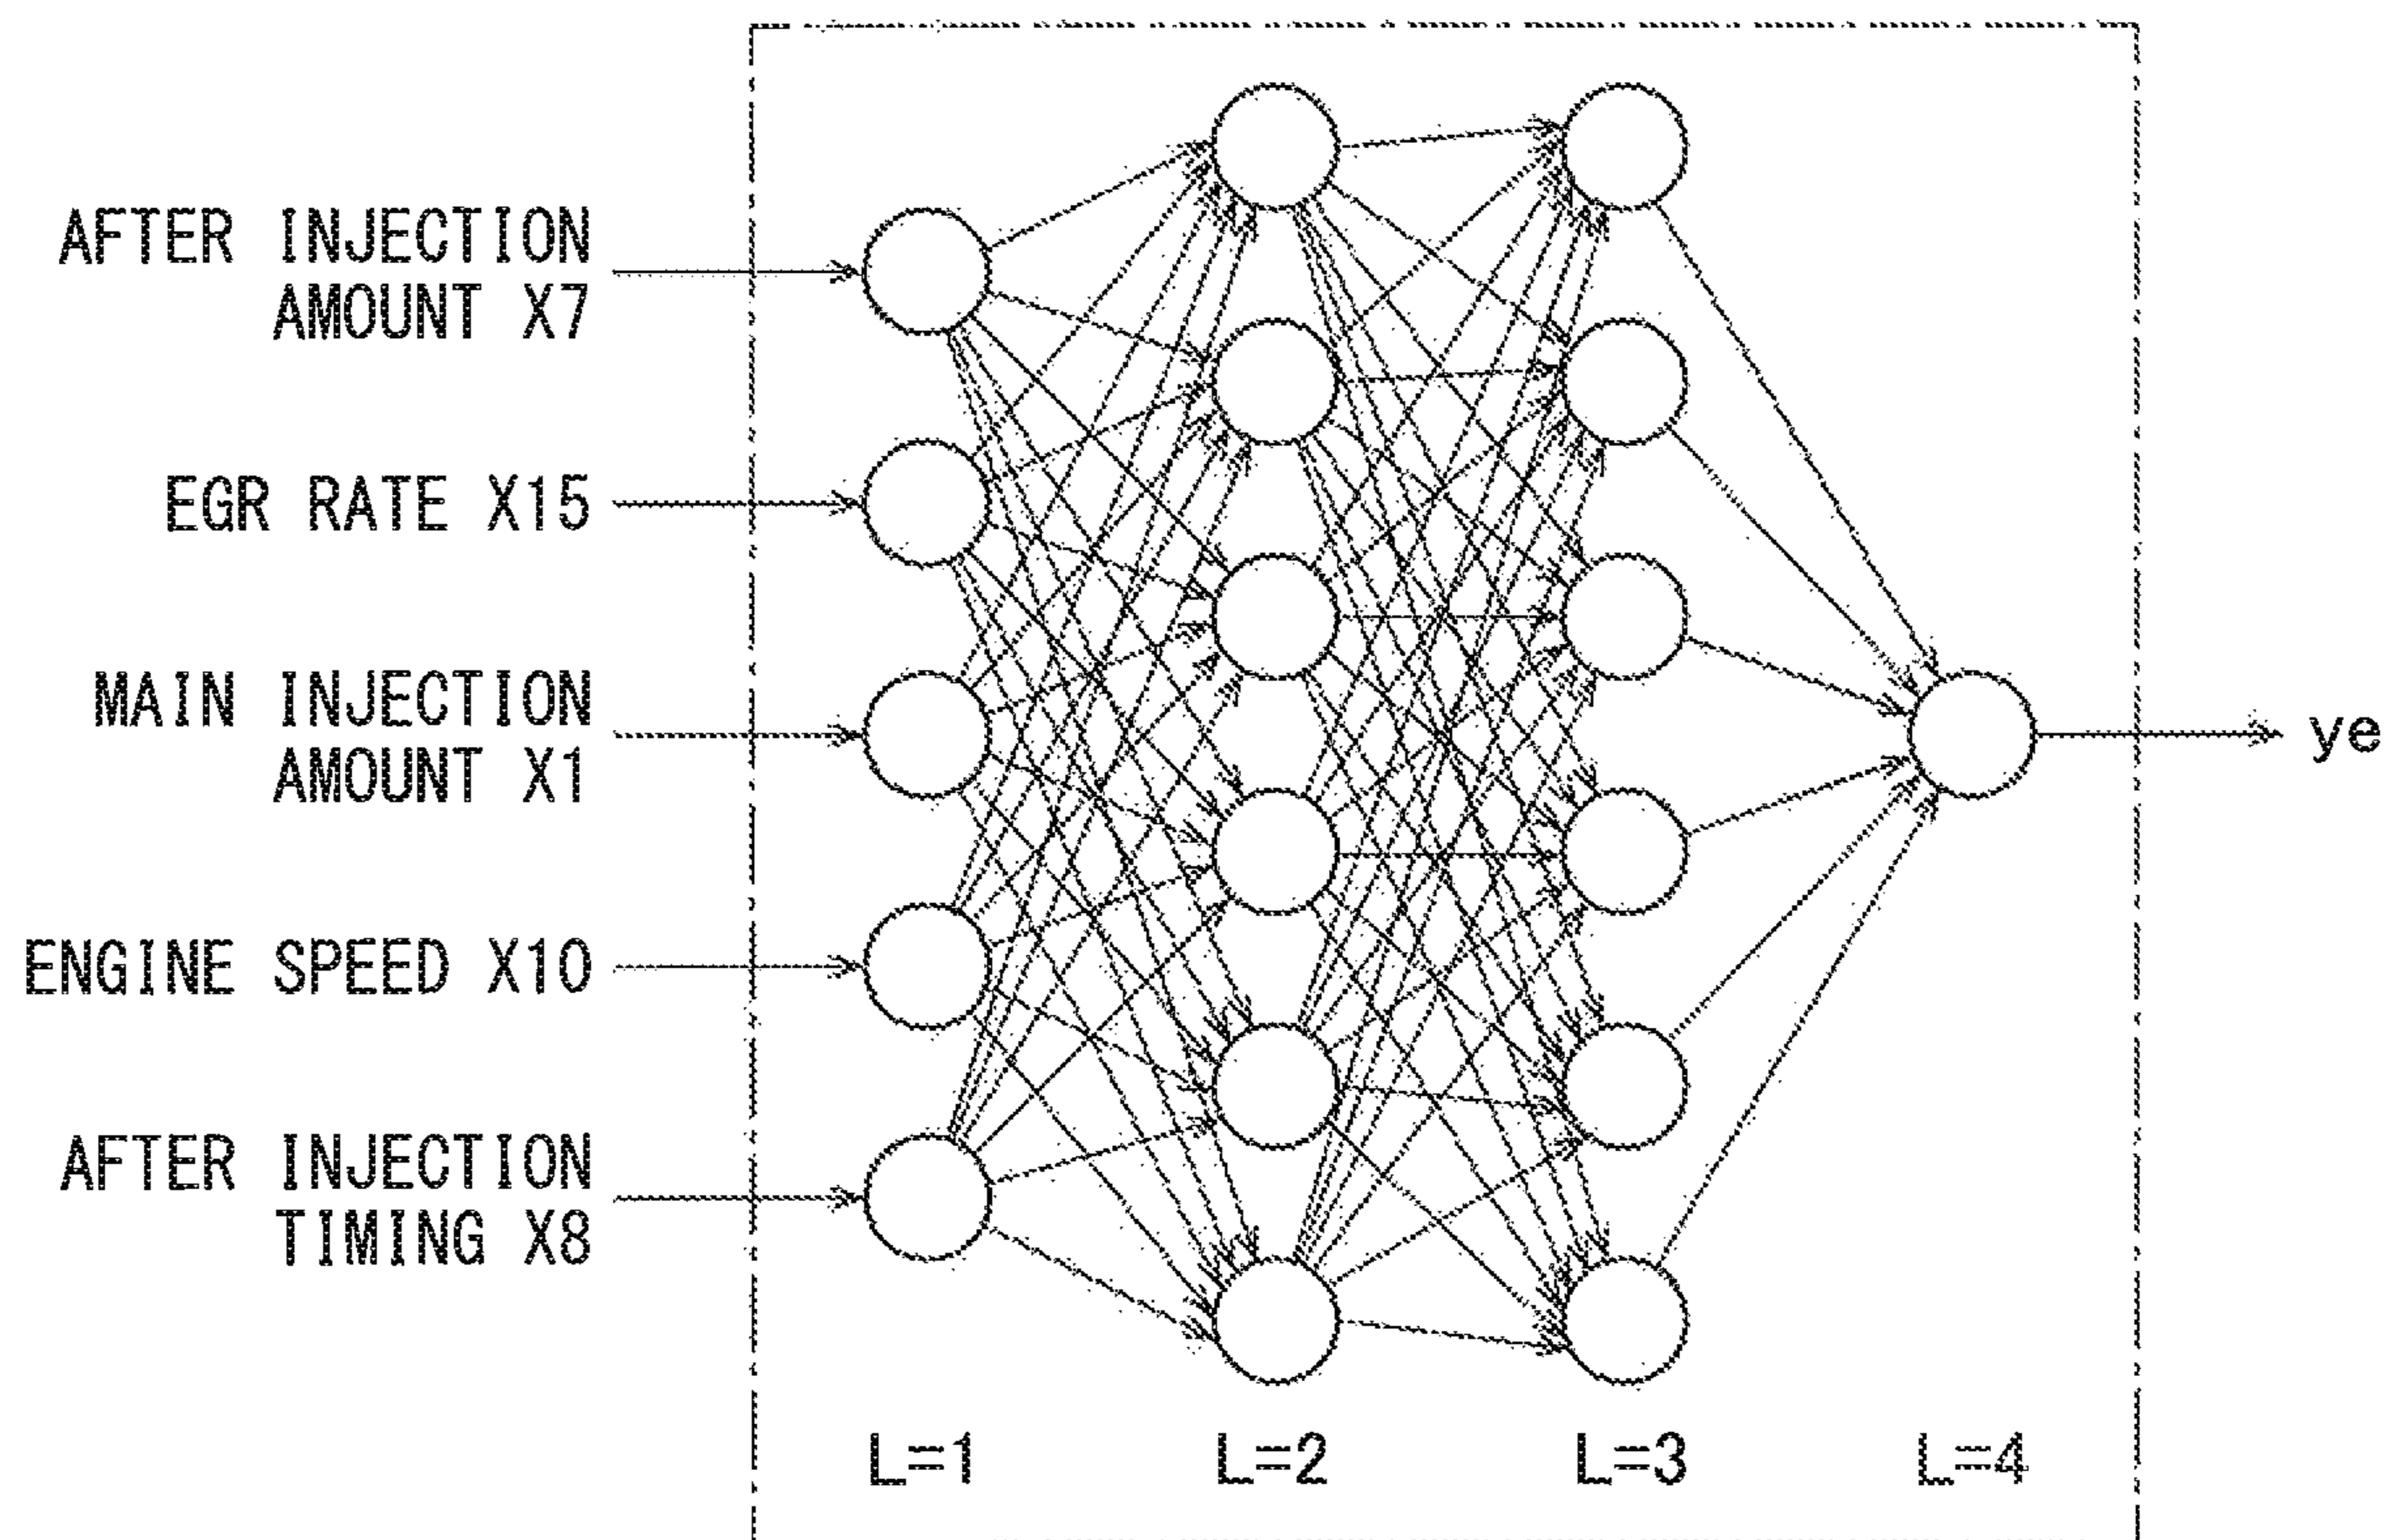 AFTER INJECTION
AMOUNT X7
EGR RATE X15
MAIN INJECTION
AMOUNT X1
ENGINE SPEED X10
AFTER INJECTION
TIMING X8
ye
L=1 L=2 L=3 L=4